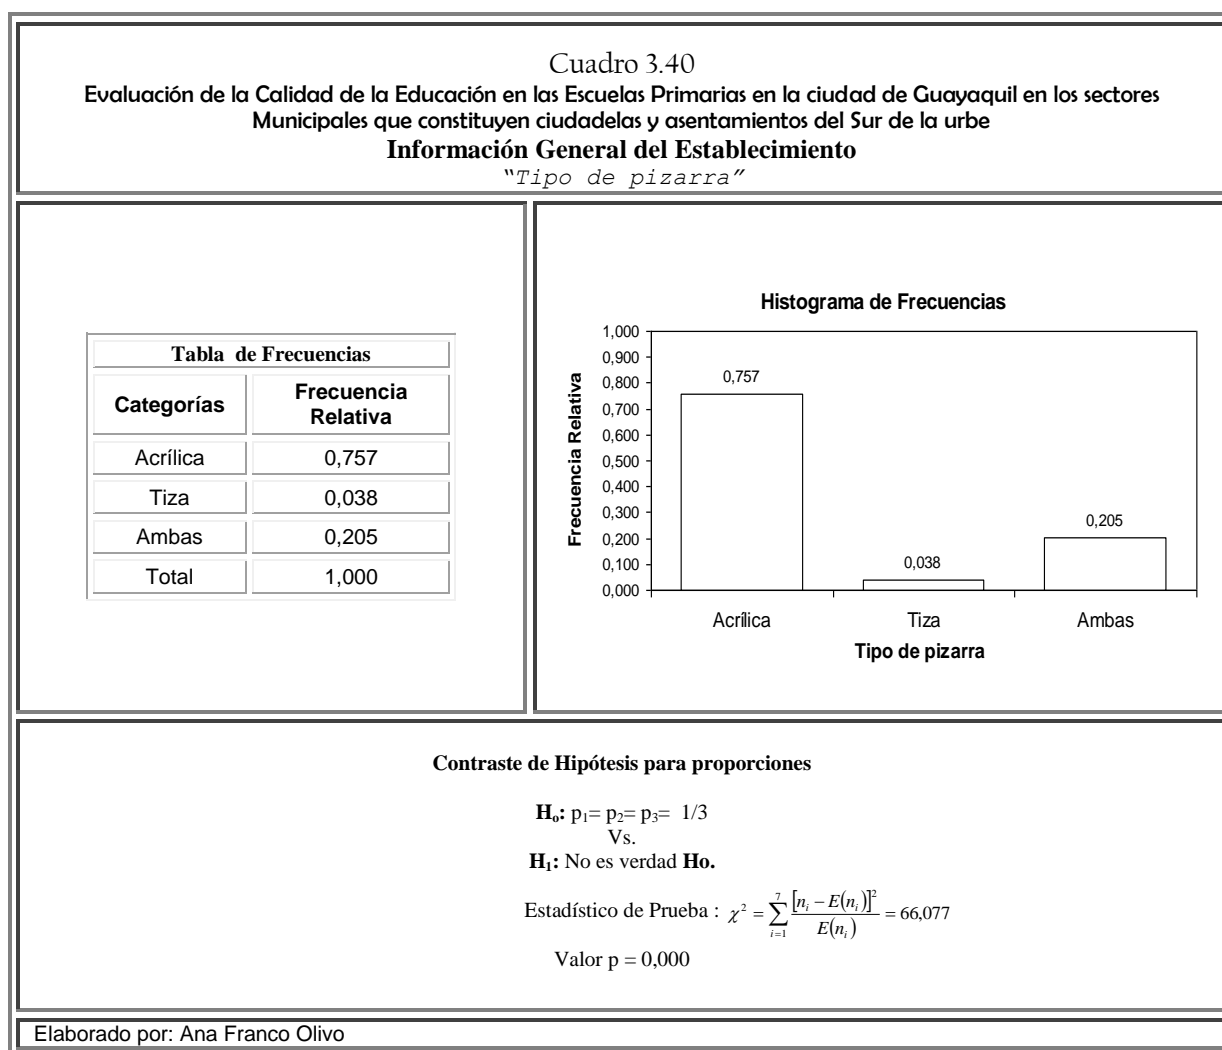 Cuadro 3.40
Evaluación de la Calidad de la Educación en las Escuelas Primarias en la ciudad de Guayaquil en los sectores
Municipales que constituyen ciudadelas y asentamientos del Sur de la urbe
Información General del Establecimiento
“Tipo de pizarra”
Tabla de Frecuencias
Categorías Frecuencia Relativa
Acrílica 0,757
Tiza 0,038
Ambas 0,205
Total 1,000
Histograma de Frecuencias
Frecuencia Relativa
1,000
0,900
0,800
0,700
0,600
0,500
0,400
0,300
0,200
0,100
0,000
0,757
0,038
0,205
Acrílica Tiza Ambas
Tipo de pizarra
Contraste de Hipótesis para proporciones
Ho: p1= p2= p3= 1/3
Vs.
H1: No es verdad Ho.
Estadístico de Prueba : χ² = ∑_{i=1}^{7} [n_i − E(n_i)]² / E(n_i) = 66,077
Valor p = 0,000
Elaborado por: Ana Franco Olivo